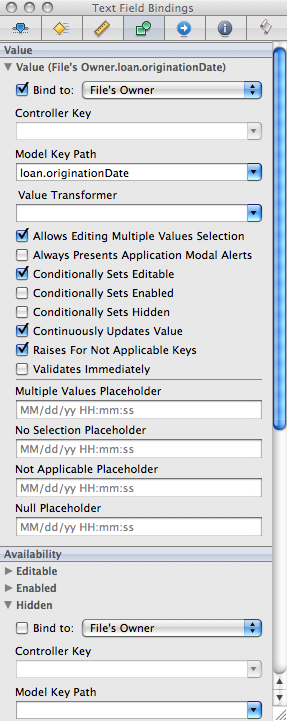 Text Field Bindings
Value
Value (File's Owner.loan.originationDate)
Bind to: File's Owner
Controller Key
Model Key Path
loan.originationDate
Value Transformer
Allows Editing Multiple Values Selection
Always Presents Application Modal Alerts
Conditionally Sets Editable
Conditionally Sets Enabled
Conditionally Sets Hidden
Continuously Updates Value
Raises For Not Applicable Keys
Validates Immediately
Multiple Values Placeholder
MM/dd/yy HH:mm:ss
No Selection Placeholder
MM/dd/yy HH:mm:ss
Not Applicable Placeholder
MM/dd/yy HH:mm:ss
Null Placeholder
MM/dd/yy HH:mm:ss
Availability
Editable
Enabled
Hidden
Bind to: File's Owner
Controller Key
Model Key Path